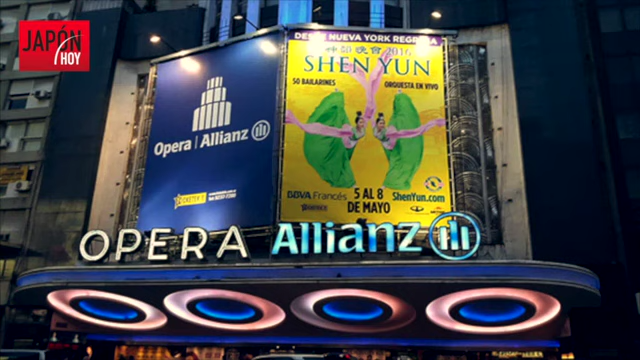 JAPÓN
HOY
DESDE NUEVA YORK REGRESA
神韻晚會 2016
SHEN YUN
50 BAILARINES
ORQUESTA EN VIVO
Opera | Allianz
BBVA Francés
5 AL 8
DE MAYO
ShenYun.com
OPERA Allianz